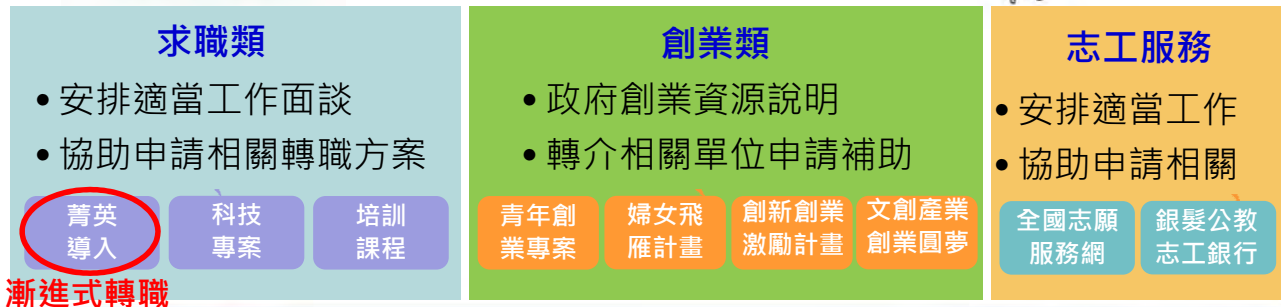 求職類
• 安排適當工作面談
• 協助申請相關轉職方案
菁英
導入
科技
專案
培訓
課程
漸進式轉職
創業類
• 政府創業資源說明
• 轉介相關單位申請補助
青年創
業專案
婦女飛
雁計畫
創新創業
激勵計畫
文創產業
創業圓夢
志工服務
• 安排適當工作
• 協助申請相關
全國志願
服務網
銀髮公教
志工銀行